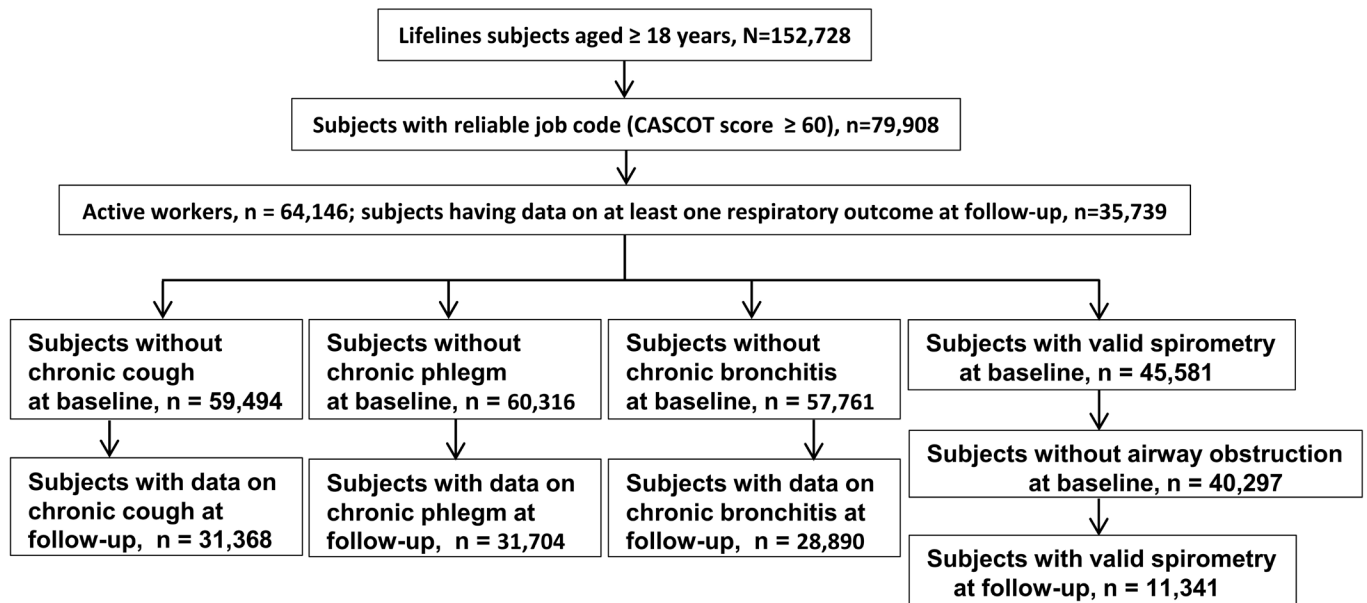 Lifelines subjects aged ≥ 18 years, N=152,728
Subjects with reliable job code (CASCOT score ≥ 60), n=79,908
Active workers, n = 64,146; subjects having data on at least one respiratory outcome at follow-up, n=35,739
Subjects without
chronic cough
at baseline, n = 59,494
Subjects without
chronic phlegm
at baseline, n = 60,316
Subjects without
chronic bronchitis
at baseline, n = 57,761
Subjects with valid spirometry
at baseline, n = 45,581
Subjects with data on
chronic cough at
follow-up, n = 31,368
Subjects with data on
chronic phlegm at
follow-up, n = 31,704
Subjects with data on
chronic bronchitis at
follow-up, n = 28,890
Subjects without airway obstruction
at baseline, n = 40,297
Subjects with valid spirometry
at follow-up, n = 11,341